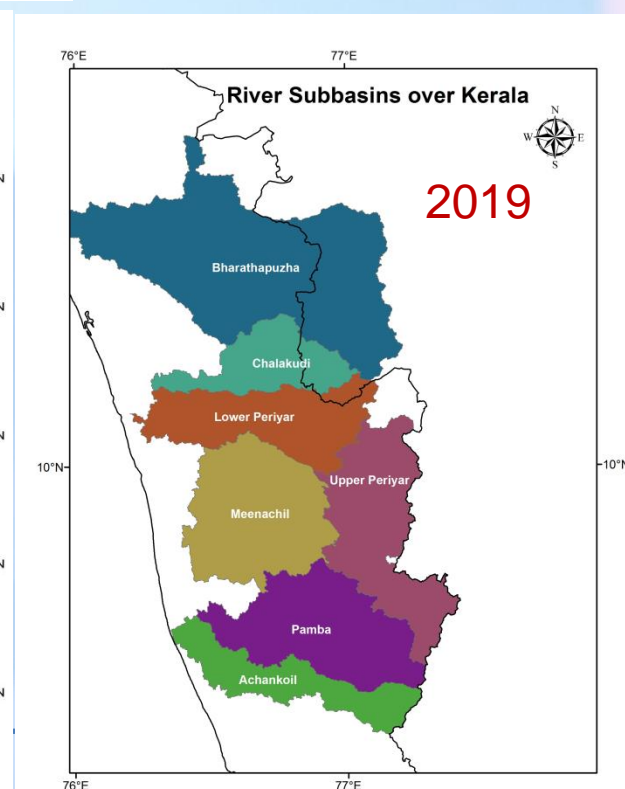 76°E
77°E
River Subbasins over Kerala
N
W
E
S
2019
Bharathapuzha
Chalakudi
Lower Periyar
Upper Periyar
10°N
10°N
Meenachil
Pamba
Achankoil
76°E
77°E
N
N
N
N
N